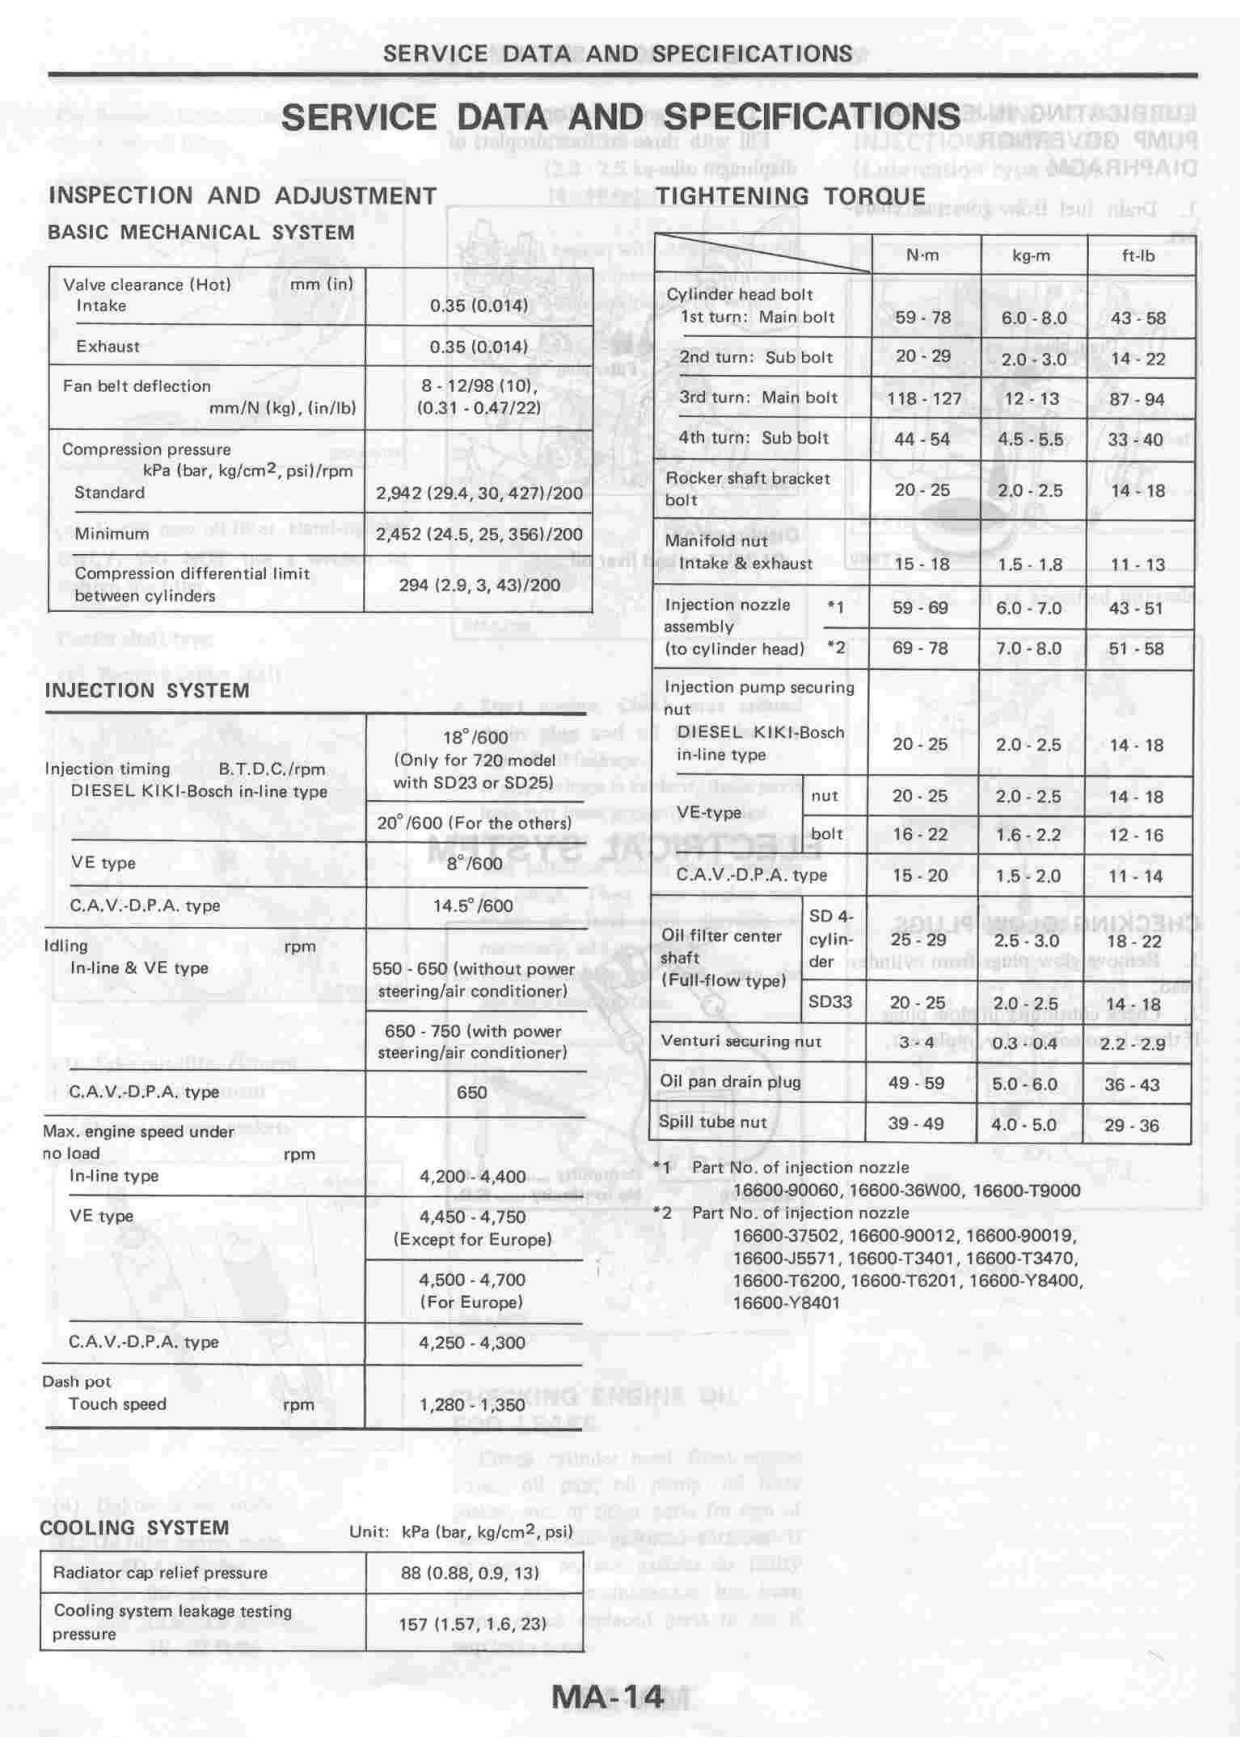 SERVICE DATA AND SPECIFICATIONS
SERVICE DATA AND SPECIFICATIONS
INSPECTION AND ADJUSTMENT
BASIC MECHANICAL SYSTEM
Valve clearance (Hot) mm (in)
Intake 0.35 (0.014)
Exhaust 0.35 (0.014)
Fan belt deflection 8 - 12/98 (10),
mm/N (kg), (in/lb) (0.31 - 0.47/22)
Compression pressure
kPa (bar, kg/cm², psi)/rpm
Standard 2,942 (29.4, 30, 427)/200
Minimum 2,452 (24.5, 25, 356)/200
Compression differential limit
between cylinders 294 (2.9, 3, 43)/200
INJECTION SYSTEM
18°/600
(Only for 720 model
Injection timing B.T.D.C./rpm
with SD23 or SD25)
DIESEL KIKI-Bosch in-line type
20°/600 (For the others)
VE type 8°/600
C.A.V.-D.P.A. type 14.5°/600
Idling rpm
In-line & VE type 550 - 650 (without power
steering/air conditioner)
650 - 750 (with power
steering/air conditioner)
C.A.V.-D.P.A. type 650
Max. engine speed under
no load rpm
In-line type 4,200 - 4,400
VE type 4,450 - 4,750
(Except for Europe)
4,500 - 4,700
(For Europe)
C.A.V.-D.P.A. type 4,250 - 4,300
Dash pot
Touch speed rpm 1,280 - 1,350
COOLING SYSTEM Unit: kPa (bar, kg/cm², psi)
Radiator cap relief pressure 88 (0.88, 0.9, 13)
Cooling system leakage testing
pressure 157 (1.57, 1.6, 23)
TIGHTENING TORQUE
N·m kg-m ft-lb
Cylinder head bolt
1st turn: Main bolt 59 - 78 6.0 - 8.0 43 - 58
2nd turn: Sub bolt 20 - 29 2.0 - 3.0 14 - 22
3rd turn: Main bolt 118 - 127 12 - 13 87 - 94
4th turn: Sub bolt 44 - 54 4.5 - 5.5 33 - 40
Rocker shaft bracket
bolt 20 - 25 2.0 - 2.5 14 - 18
Manifold nut
Intake & exhaust 15 - 18 1.5 - 1.8 11 - 13
Injection nozzle *1 59 - 69 6.0 - 7.0 43 - 51
assembly
(to cylinder head) *2 69 - 78 7.0 - 8.0 51 - 58
Injection pump securing
nut
DIESEL KIKI-Bosch
in-line type 20 - 25 2.0 - 2.5 14 - 18
VE-type nut 20 - 25 2.0 - 2.5 14 - 18
bolt 16 - 22 1.6 - 2.2 12 - 16
C.A.V.-D.P.A. type 15 - 20 1.5 - 2.0 11 - 14
SD 4-
Oil filter center cylin- 25 - 29 2.5 - 3.0 18 - 22
shaft der
(Full-flow type)
SD33 20 - 25 2.0 - 2.5 14 - 18
Venturi securing nut 3 - 4 0.3 - 0.4 2.2 - 2.9
Oil pan drain plug 49 - 59 5.0 - 6.0 36 - 43
Spill tube nut 39 - 49 4.0 - 5.0 29 - 36
*1 Part No. of injection nozzle
16600-90060, 16600-36W00, 16600-T9000
*2 Part No. of injection nozzle
16600-37502, 16600-90012, 16600-90019,
16600-J5571, 16600-T3401, 16600-T3470,
16600-T6200, 16600-T6201, 16600-Y8400,
16600-Y8401
MA-14